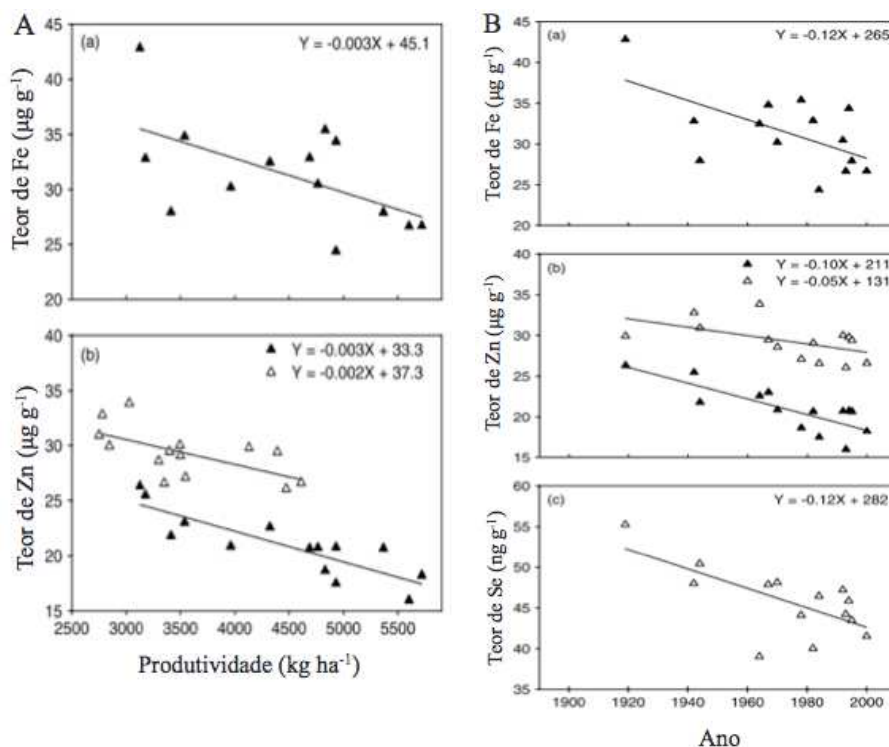 A
(a)
Y = -0.003X + 45.1
Teor de Fe (µg g⁻¹)
45
40
35
30
25
20
(b)
▲ Y = -0.003X + 33.3
△ Y = -0.002X + 37.3
Teor de Zn (µg g⁻¹)
40
35
30
25
20
15
2500 3000 3500 4000 4500 5000 5500
Produtividade (kg ha⁻¹)
B
(a)
Y = -0.12X + 265
Teor de Fe (µg g⁻¹)
45
40
35
30
25
20
(b)
▲ Y = -0.10X + 211
△ Y = -0.05X + 131
Teor de Zn (µg g⁻¹)
40
35
30
25
20
15
(c)
Y = -0.12X + 282
Teor de Se (ng g⁻¹)
60
55
50
45
40
35
1900 1920 1940 1960 1980 2000
Ano